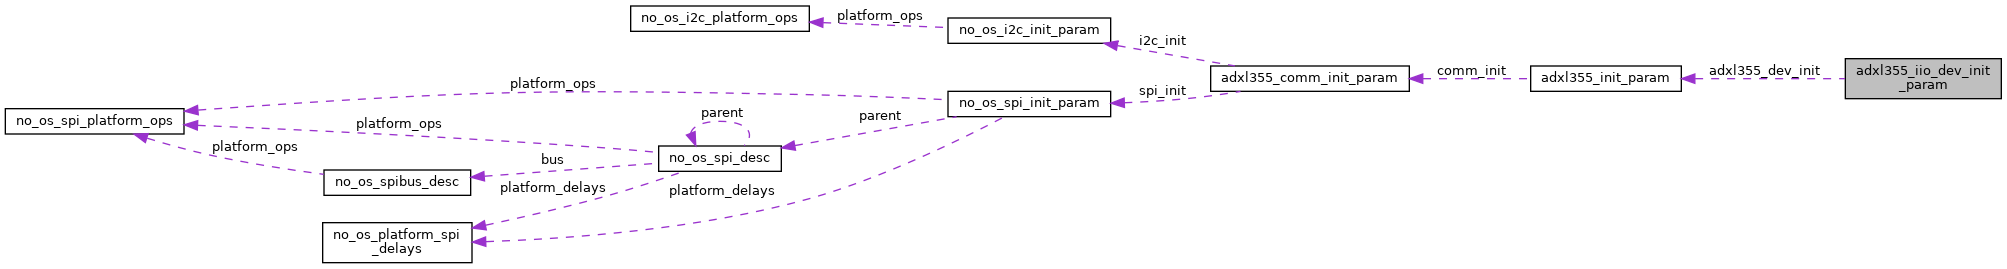 no_os_i2c_platform_ops
platform_ops
no_os_i2c_init_param
i2c_init
adxl355_comm_init_param
comm_init
adxl355_init_param
adxl355_dev_init
adxl355_iio_dev_init
_param
platform_ops
no_os_spi_init_param
spi_init
no_os_spi_platform_ops
platform_ops
parent
parent
platform_ops
bus
no_os_spi_desc
no_os_spibus_desc
platform_delays
platform_delays
no_os_platform_spi
_delays